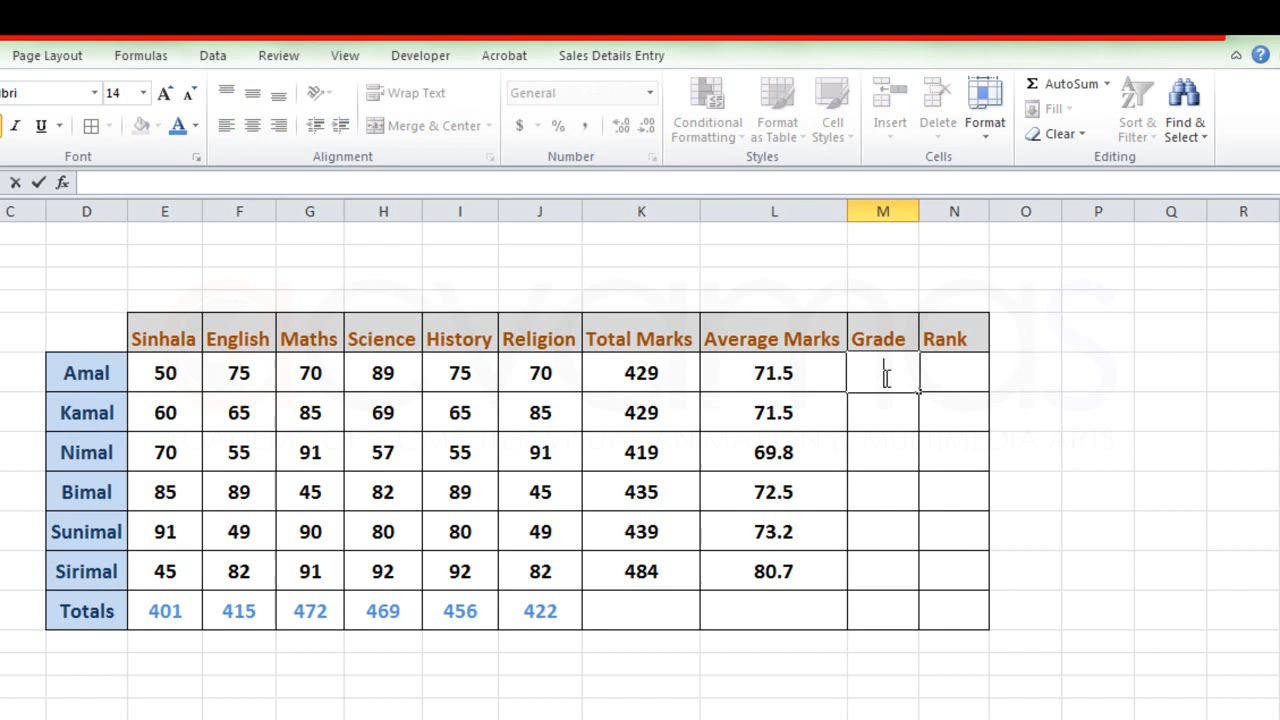 Page Layout Formulas Data Review View Developer Acrobat Sales Details Entry
bri 14 A A Wrap Text General Conditional Formatting Format as Table Cell Styles Insert Delete Format Σ AutoSum Sort & Filter Find & Select
I U A Merge & Center $ % , .00 .0 Fill Clear
Font Alignment Number Styles Cells Editing
fx
C D E F G H I J K L M N O P Q R
Sinhala English Maths Science History Religion Total Marks Average Marks Grade Rank
Amal 50 75 70 89 75 70 429 71.5
Kamal 60 65 85 69 65 85 429 71.5
Nimal 70 55 91 57 55 91 419 69.8
Bimal 85 89 45 82 89 45 435 72.5
Sunimal 91 49 90 80 80 49 439 73.2
Sirimal 45 82 91 92 92 82 484 80.7
Totals 401 415 472 469 456 422